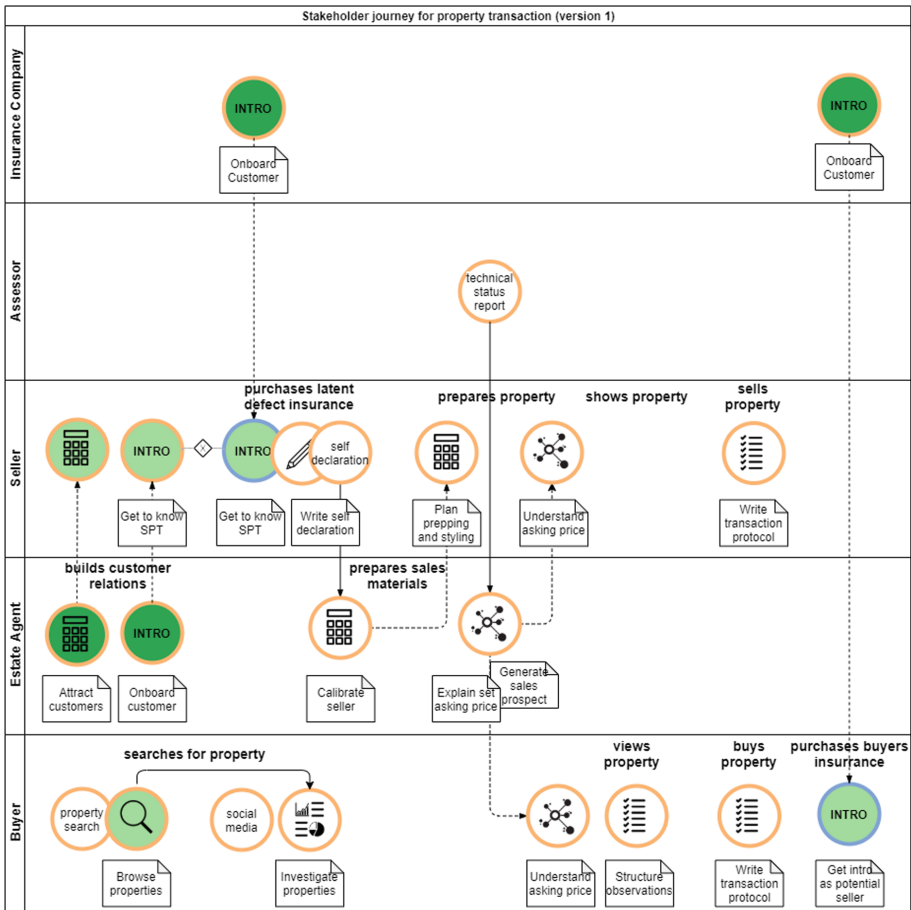 Stakeholder journey for property transaction (version 1)
Insurance Company
INTRO
Onboard
Customer
INTRO
Onboard
Customer
Assessor
technical
status
report
Seller
purchases latent
defect insurance
prepares property
shows property
sells
property
INTRO
INTRO
self
declaration
Get to know
SPT
Get to know
SPT
Write self
declaration
Plan
prepping
and styling
Understand
asking price
Write
transaction
protocol
Estate Agent
builds customer
relations
prepares sales
materials
INTRO
Attract
customers
Onboard
customer
Calibrate
seller
Explain set
asking price
Generate
sales
prospect
Buyer
searches for property
views
property
buys
property
purchases buyers
insurrance
property
search
social
media
INTRO
Browse
properties
Investigate
properties
Understand
asking price
Structure
observations
Write
transaction
protocol
Get intro
as potential
seller